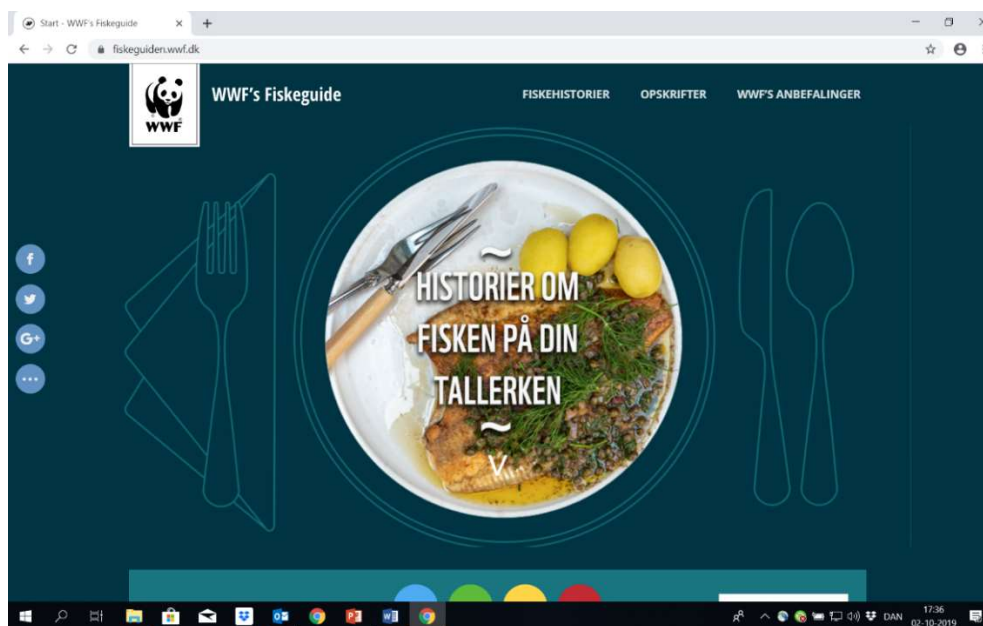 Start - WWF's Fiskeguide
fiskeguiden.wwf.dk
WWF
WWF's Fiskeguide
FISKEHISTORIER
OPSKRIFTER
WWF'S ANBEFALINGER
HISTORIER OM
FISKEN PÅ DIN
TALLERKEN
DAN
17:36
02-10-2019